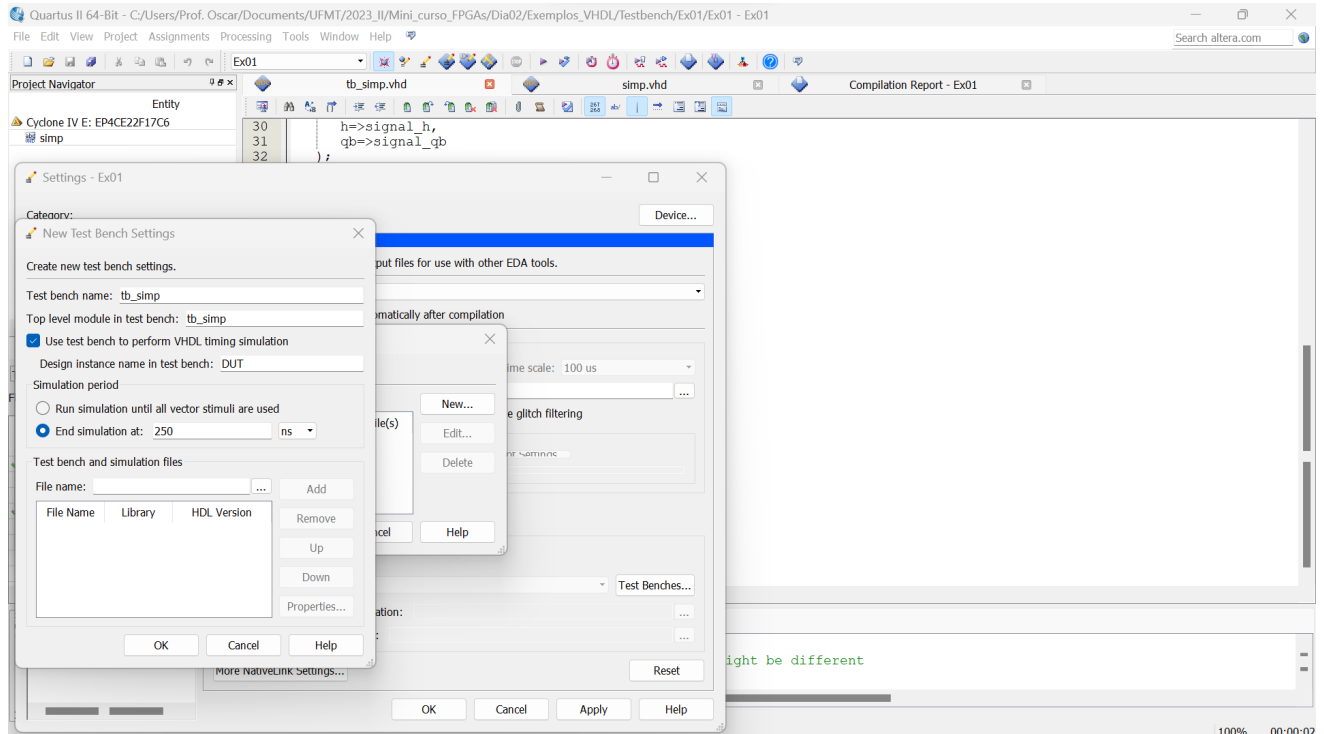 Quartus II 64-Bit - C:/Users/Prof. Oscar/Documents/UFMT/2023_II/Mini_curso_FPGAs/Dia02/Exemplos_VHDL/Testbench/Ex01/Ex01 - Ex01
File Edit View Project Assignments Processing Tools Window Help
Search altera.com
Ex01
Project Navigator
tb_simp.vhd
simp.vhd
Compilation Report - Ex01
Entity
Cyclone IV E: EP4CE22F17C6
simp
267
268
ab/
30 h=>signal_h,
31 qb=>signal_qb
32 );
Settings - Ex01
Category:
Device...
New Test Bench Settings
put files for use with other EDA tools.
Create new test bench settings.
Test bench name: tb_simp
Top level module in test bench: tb_simp
omatically after compilation
Use test bench to perform VHDL timing simulation
Design instance name in test bench: DUT
ime scale: 100 us
...
Simulation period
Run simulation until all vector stimuli are used
New...
e glitch filtering
End simulation at: 250 ns
ile(s)
Edit...
Delete
Test bench and simulation files
File name:
...
Add
File Name Library HDL Version
Remove
ncel
Help
Up
Down
Test Benches...
Properties...
ation:
...
:
...
OK Cancel Help
More NativeLink Settings...
Reset
ight be different
OK Cancel Apply Help
100% 00:00:02